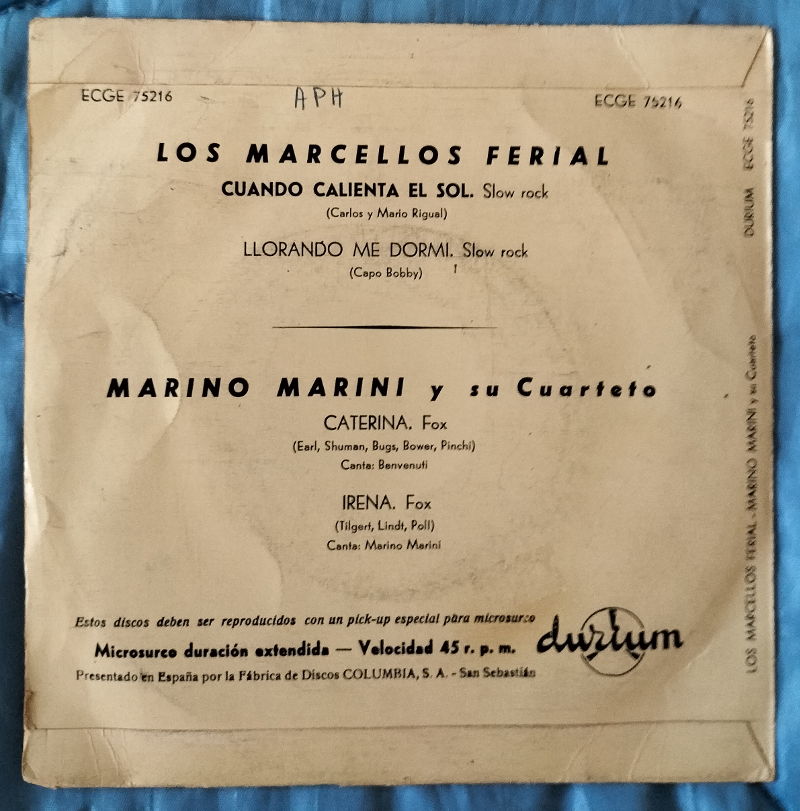 ECGE 75216 APH ECGE 75216
LOS MARCELLOS FERIAL
CUANDO CALIENTA EL SOL. Slow rock
(Carlos y Mario Rigual)
LLORANDO ME DORMI. Slow rock
(Capo Bobby)
MARINO MARINI y su Cuarteto
CATERINA. Fox
(Earl, Shuman, Bugs, Bower, Pinchi)
Canta: Benvenuti
IRENA. Fox
(Tilgert, Lindt, Poll)
Canta: Marino Marini
Estos discos deben ser reproducidos con un pick-up especial para microsurco
Microsurco duración extendida — Velocidad 45 r. p. m.
Presentado en España por la Fábrica de Discos COLUMBIA, S. A. - San Sebastián
durium
LOS MARCELLOS FERIAL - MARINO MARINI y su Cuarteto DURIUM ECGE 75216